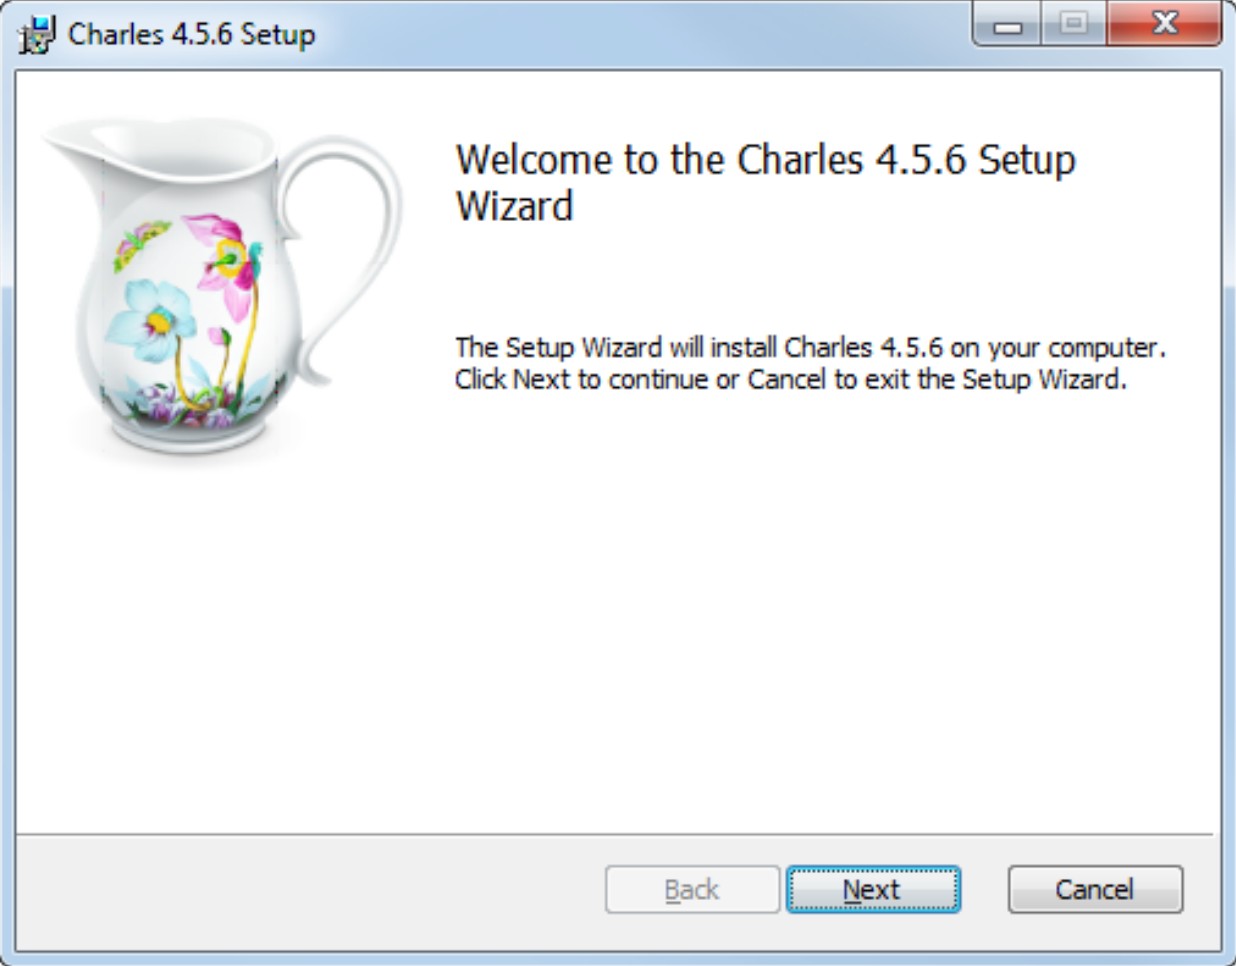 Charles 4.5.6 Setup
Welcome to the Charles 4.5.6 Setup
Wizard
The Setup Wizard will install Charles 4.5.6 on your computer.
Click Next to continue or Cancel to exit the Setup Wizard.
Back
Next
Cancel